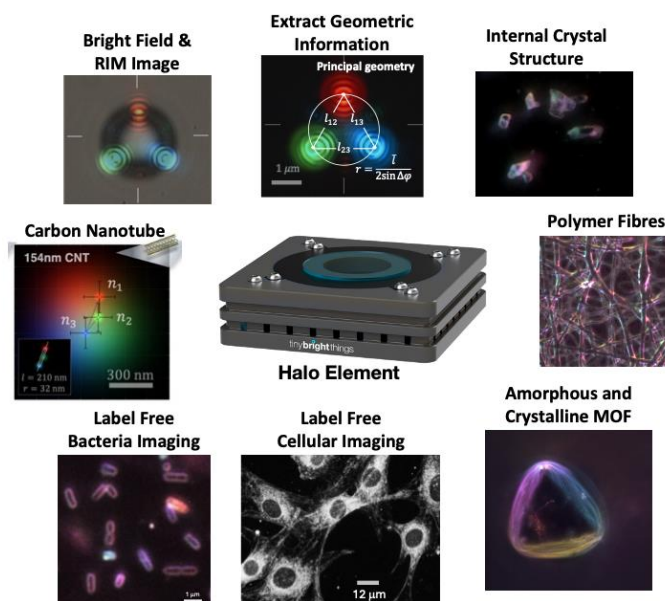 Bright Field &
RIM Image
Extract Geometric
Information
Principal geometry
l₁₂
l₁₃
l₂₃
r = l / 2sin Δφ
1 μm
Internal Crystal
Structure
Carbon Nanotube
154nm CNT
n₁
n₂
n₃
l = 210 nm
r = 32 nm
300 nm
tinybrightthings
Halo Element
Polymer Fibres
Label Free
Bacteria Imaging
1 μm
Label Free
Cellular Imaging
12 μm
Amorphous and
Crystalline MOF